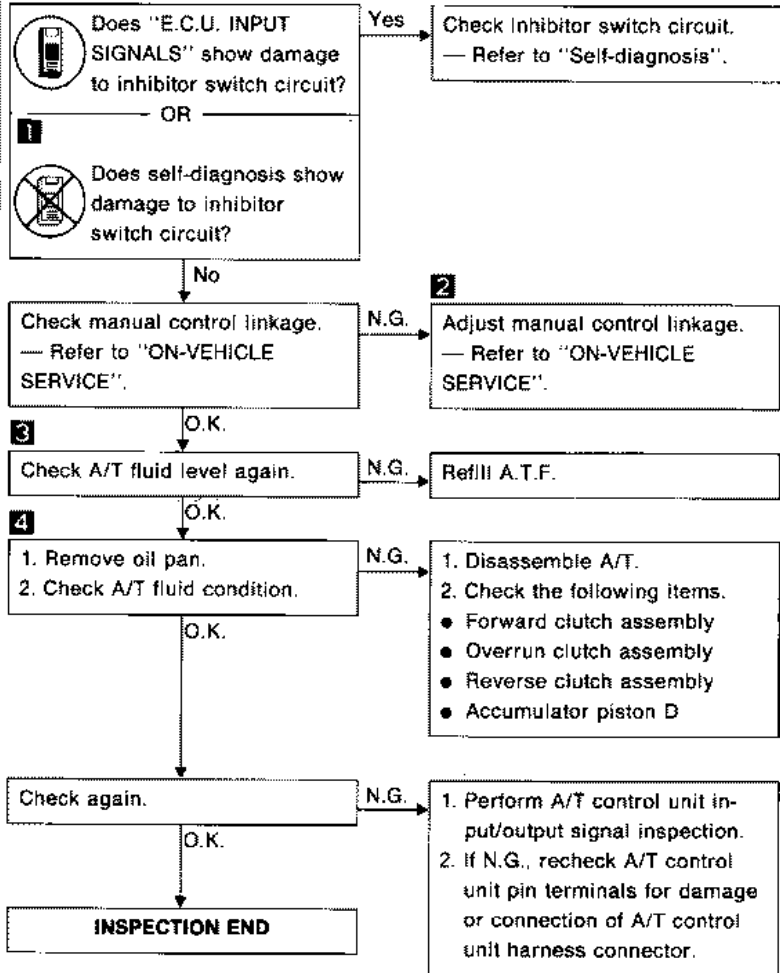 Does "E.C.U. INPUT
SIGNALS" show damage
to inhibitor switch circuit?
OR
1
Does self-diagnosis show
damage to inhibitor
switch circuit?
Yes
Check Inhibitor switch circuit.
— Refer to "Self-diagnosis".
No
Check manual control linkage.
— Refer to "ON-VEHICLE
SERVICE".
N.G.
2
Adjust manual control linkage.
— Refer to "ON-VEHICLE
SERVICE".
O.K.
3
Check A/T fluid level again.
N.G.
Refill A.T.F.
O.K.
4
1. Remove oil pan.
2. Check A/T fluid condition.
N.G.
1. Disassemble A/T.
2. Check the following items.
● Forward clutch assembly
● Overrun clutch assembly
● Reverse clutch assembly
● Accumulator piston D
O.K.
Check again.
N.G.
1. Perform A/T control unit in-
put/output signal inspection.
2. If N.G., recheck A/T control
unit pin terminals for damage
or connection of A/T control
unit harness connector.
O.K.
INSPECTION END